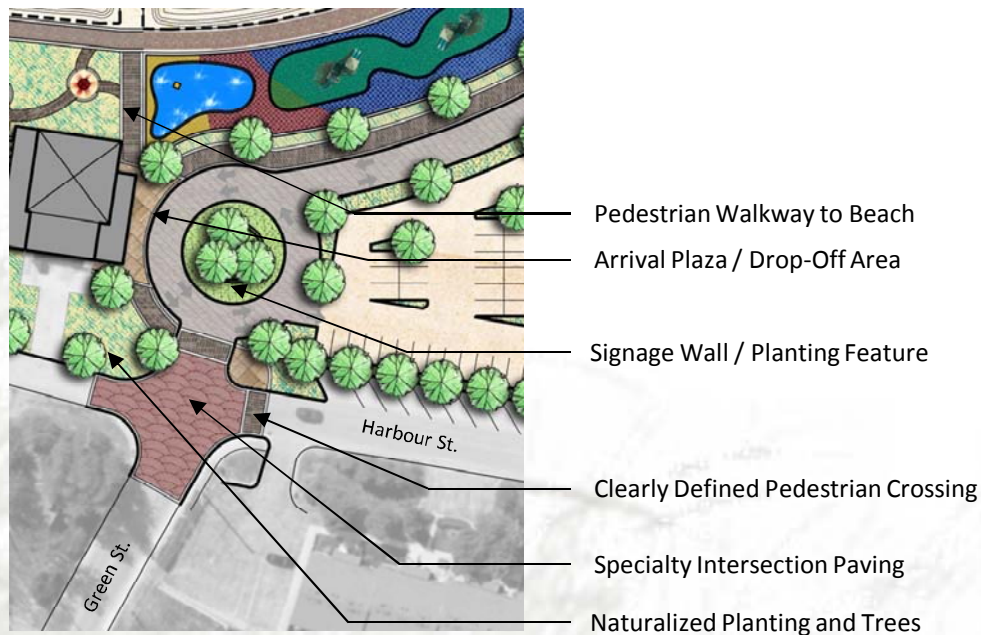 Pedestrian Walkway to Beach
Arrival Plaza / Drop-Off Area
Signage Wall / Planting Feature
Harbour St.
Clearly Defined Pedestrian Crossing
Specialty Intersection Paving
Green St.
Naturalized Planting and Trees